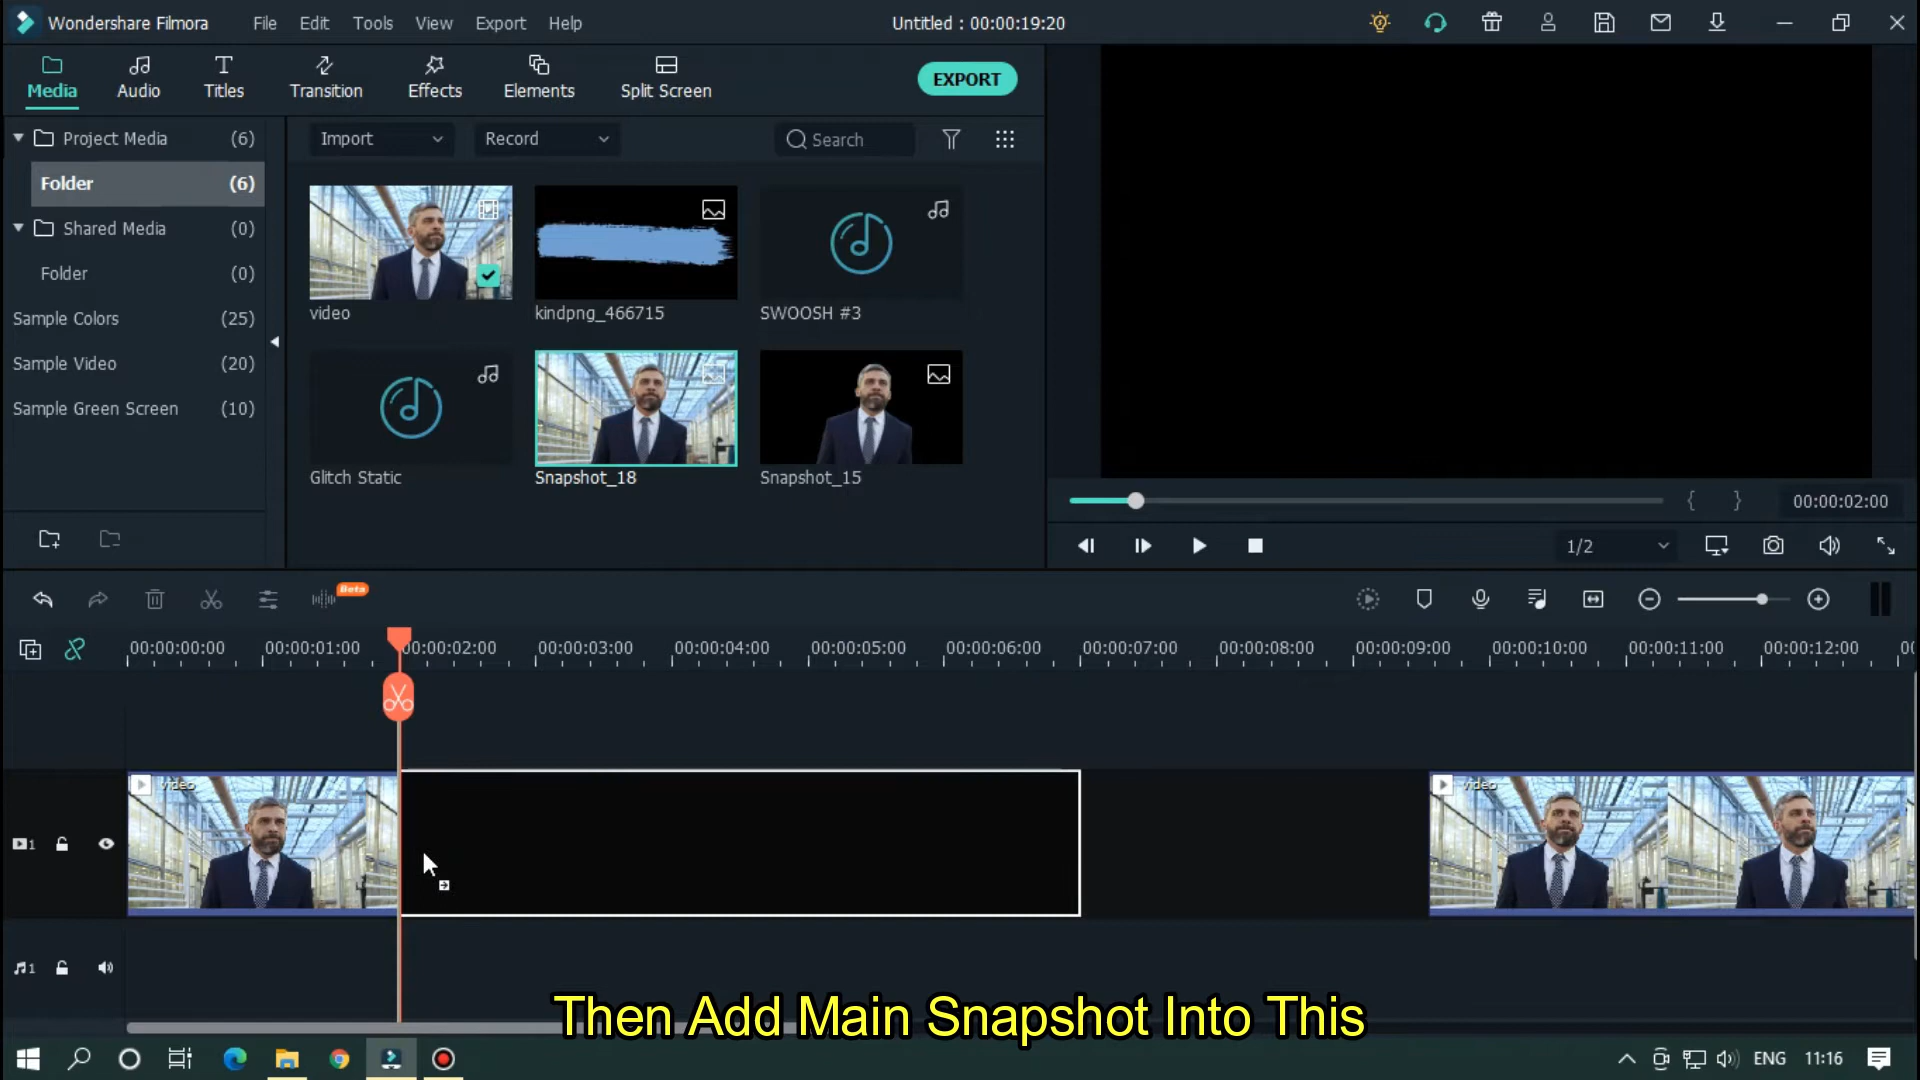 Wondershare Filmora
File
Edit
Tools
View
Export
Help
Untitled : 00:00:19:20
Media
Audio
Titles
Transition
Effects
Elements
Split Screen
EXPORT
Project Media (6)
Folder (6)
Shared Media (0)
Folder (0)
Sample Colors (25)
Sample Video (20)
Sample Green Screen (10)
Import
Record
Search
video
kindpng_466715
SWOOSH #3
Glitch Static
Snapshot_18
Snapshot_15
{ }
00:00:02:00
1/2
Beta
00:00:00:00
00:00:01:00
00:00:02:00
00:00:03:00
00:00:04:00
00:00:05:00
00:00:06:00
00:00:07:00
00:00:08:00
00:00:09:00
00:00:10:00
00:00:11:00
00:00:12:00
video
video
1
1
Then Add Main Snapshot Into This
ENG
11:16